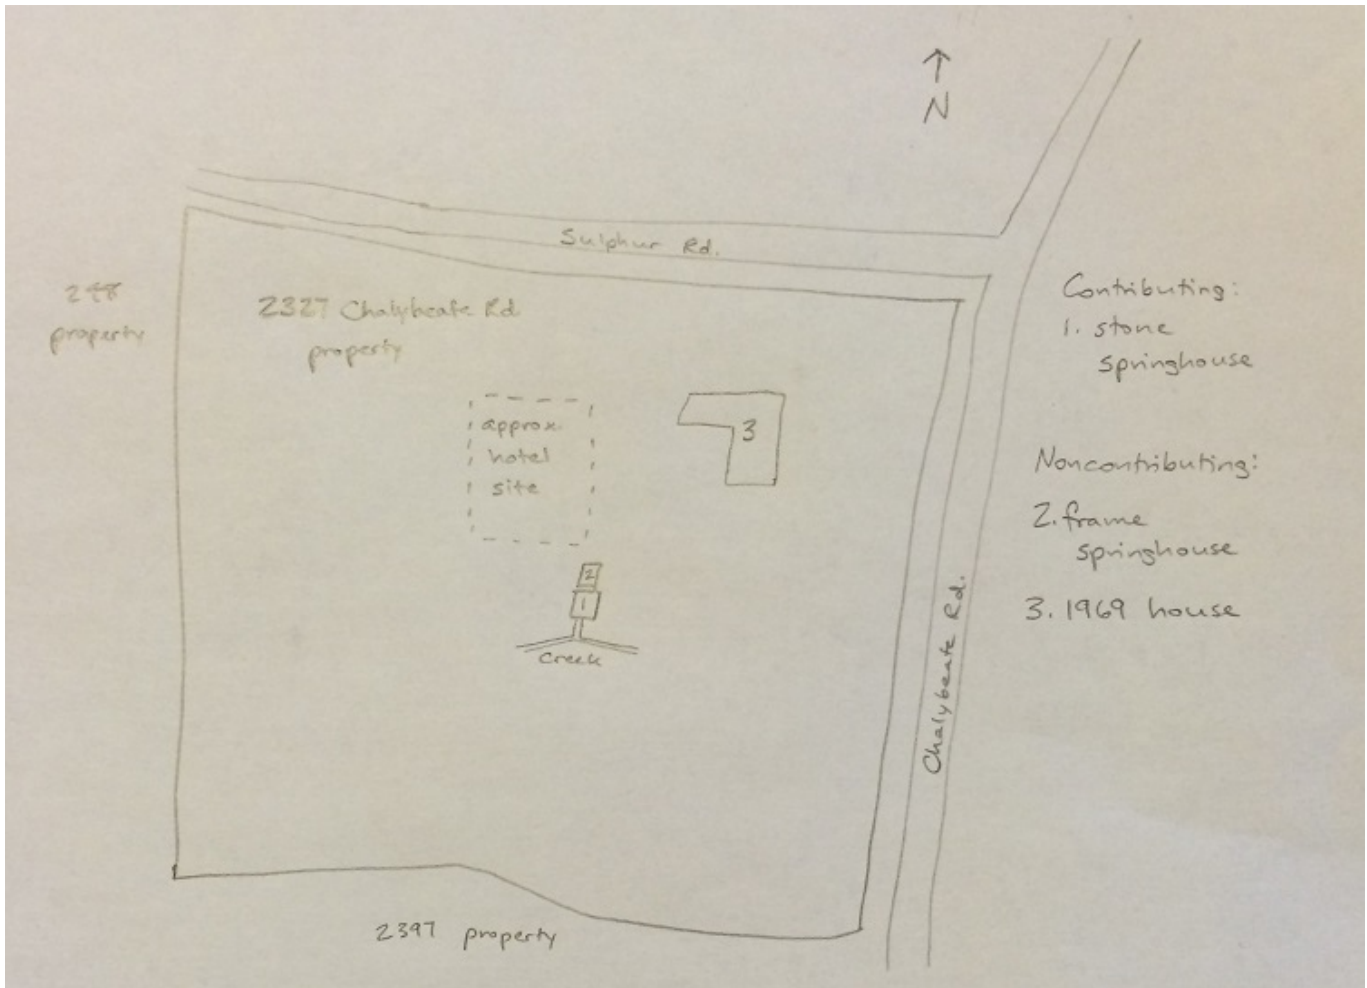 N
Sulphur Rd.
248
property
2327 Chalybeate Rd
property
approx.
hotel
site
3
2
1
Creek
Chalybeate Rd.
2397 property
Contributing:
1. stone
springhouse
Noncontributing:
2. frame
springhouse
3. 1969 house